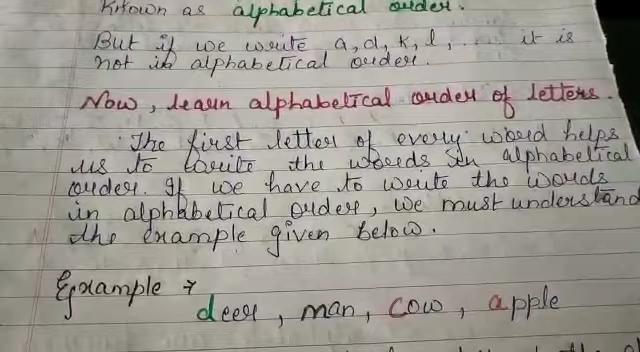 Known as alphabetical order.
But if we write, a, d, k, l, ..... it is
not in alphabetical order.
Now, learn alphabetical order of letters.
The first letter of every word helps
us to write the words in alphabetical
order. If we have to write the words
in alphabetical order, we must understand
the example given below.
Example →
deer, man, cow, apple